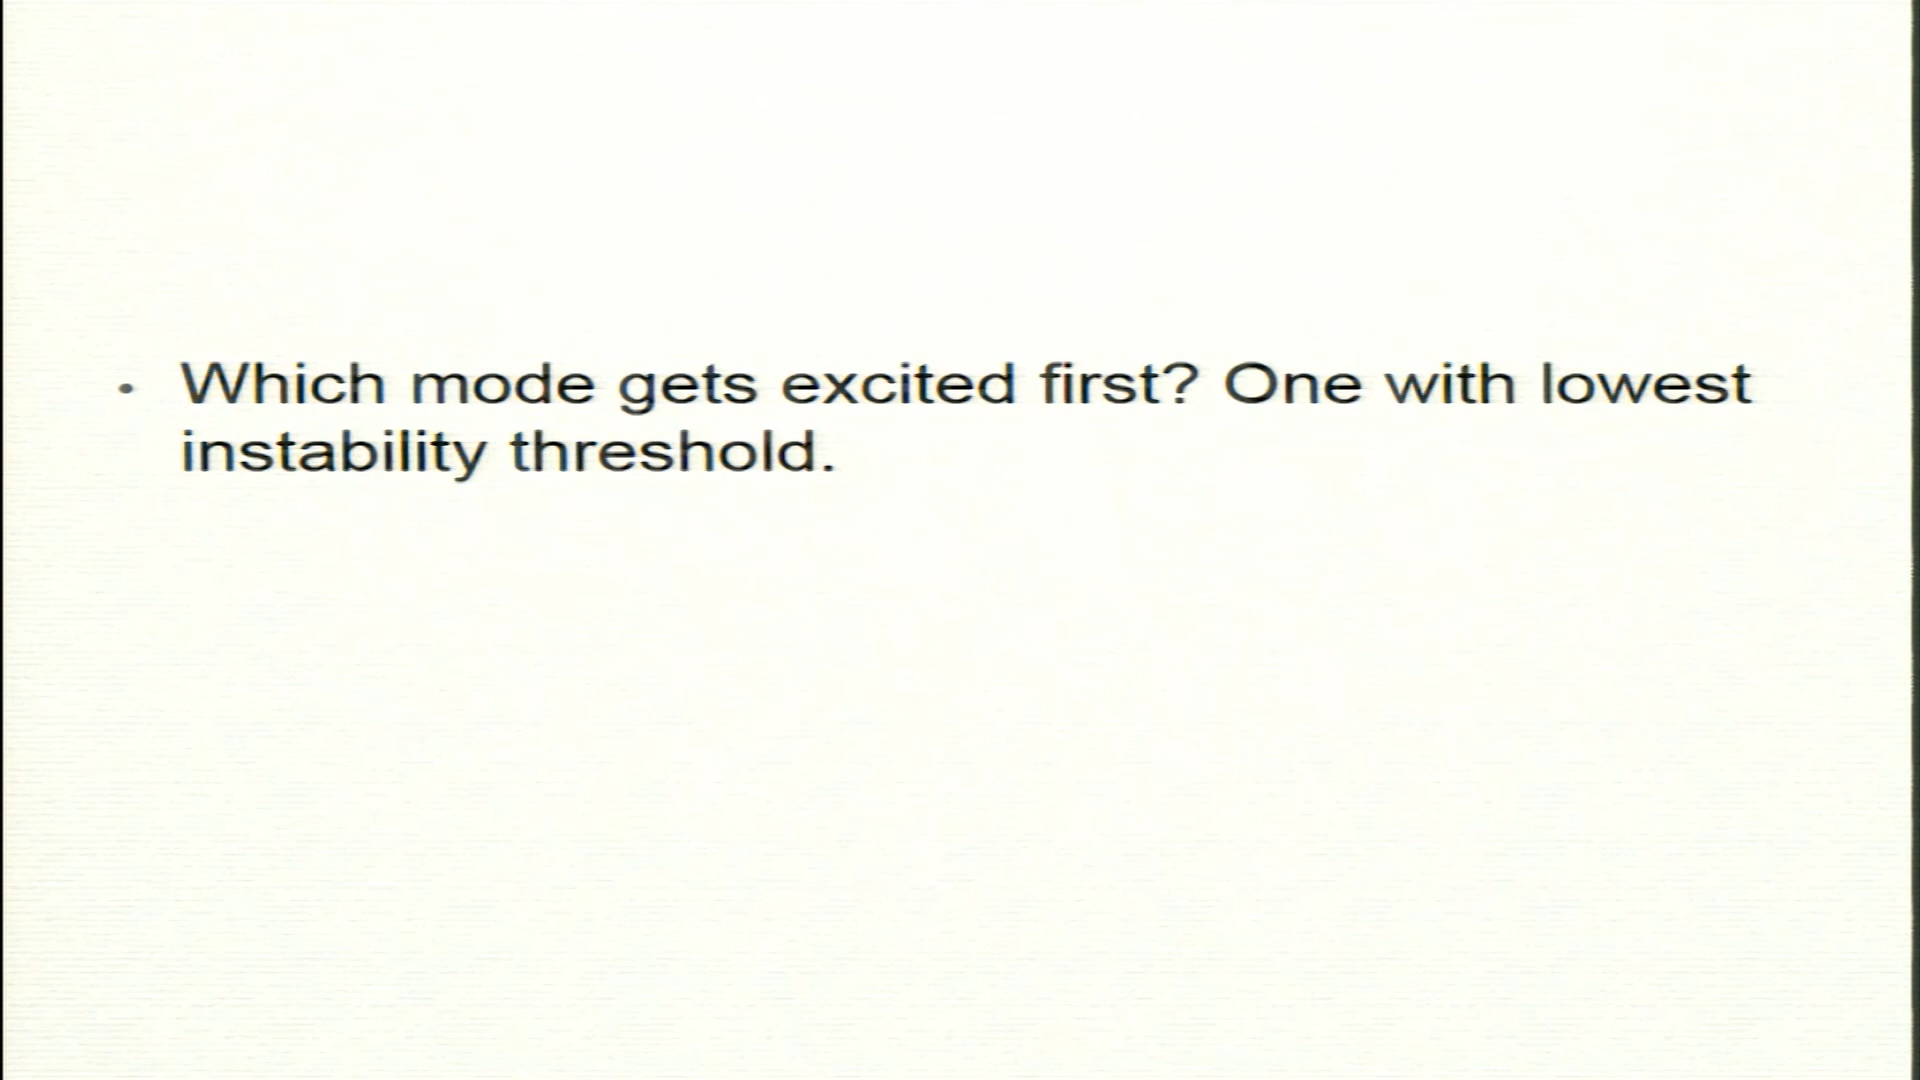 • Which mode gets excited first? One with lowest
instability threshold.